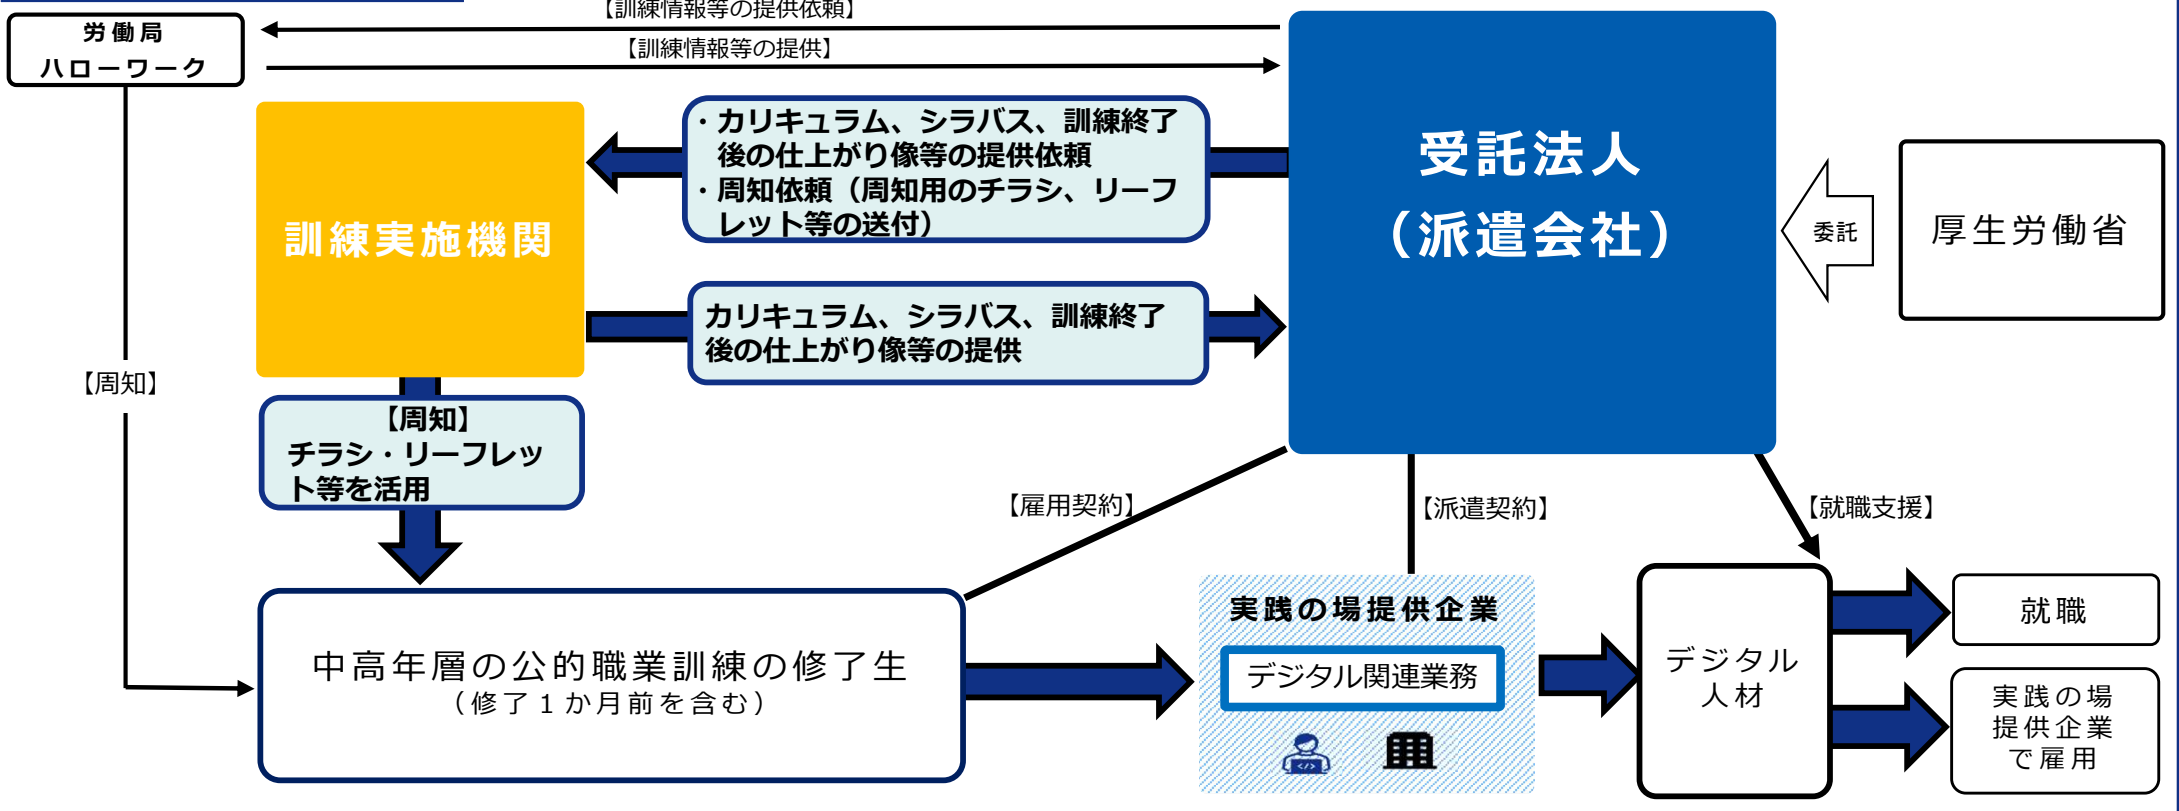 【訓練情報等の提供依頼】
労働局
ハローワーク
【訓練情報等の提供】
・カリキュラム、シラバス、訓練終了
後の仕上がり像等の提供依頼
・周知依頼（周知用のチラシ、リーフ
レット等の送付）
受託法人
（派遣会社）
委託
厚生労働省
訓練実施機関
カリキュラム、シラバス、訓練終了
後の仕上がり像等の提供
【周知】
【周知】
チラシ・リーフレッ
ト等を活用
【雇用契約】
【派遣契約】
【就職支援】
中高年層の公的職業訓練の修了生
（修了１か月前を含む）
実践の場提供企業
デジタル関連業務
デジタル
人材
就職
実践の場
提供企業
で雇用